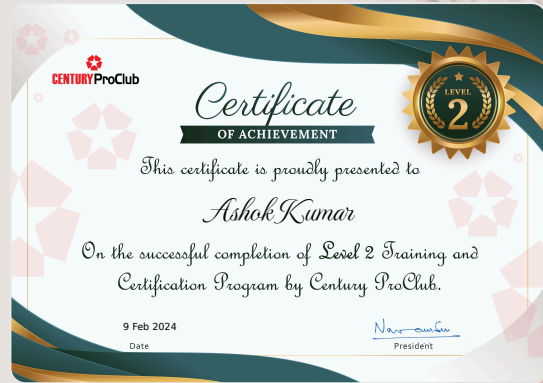 CENTURY ProClub
Certificate
OF ACHIEVEMENT
LEVEL
2
This certificate is proudly presented to
Ashok Kumar
On the successful completion of Level 2 Training and
Certification Program by Century ProClub.
9 Feb 2024
Date
President